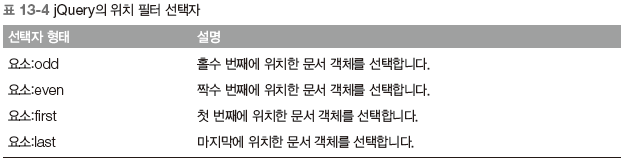 표 13-4 jQuery의 위치 필터 선택자
선택자 형태 설명
요소:odd 홀수 번째에 위치한 문서 객체를 선택합니다.
요소:even 짝수 번째에 위치한 문서 객체를 선택합니다.
요소:first 첫 번째에 위치한 문서 객체를 선택합니다.
요소:last 마지막에 위치한 문서 객체를 선택합니다.